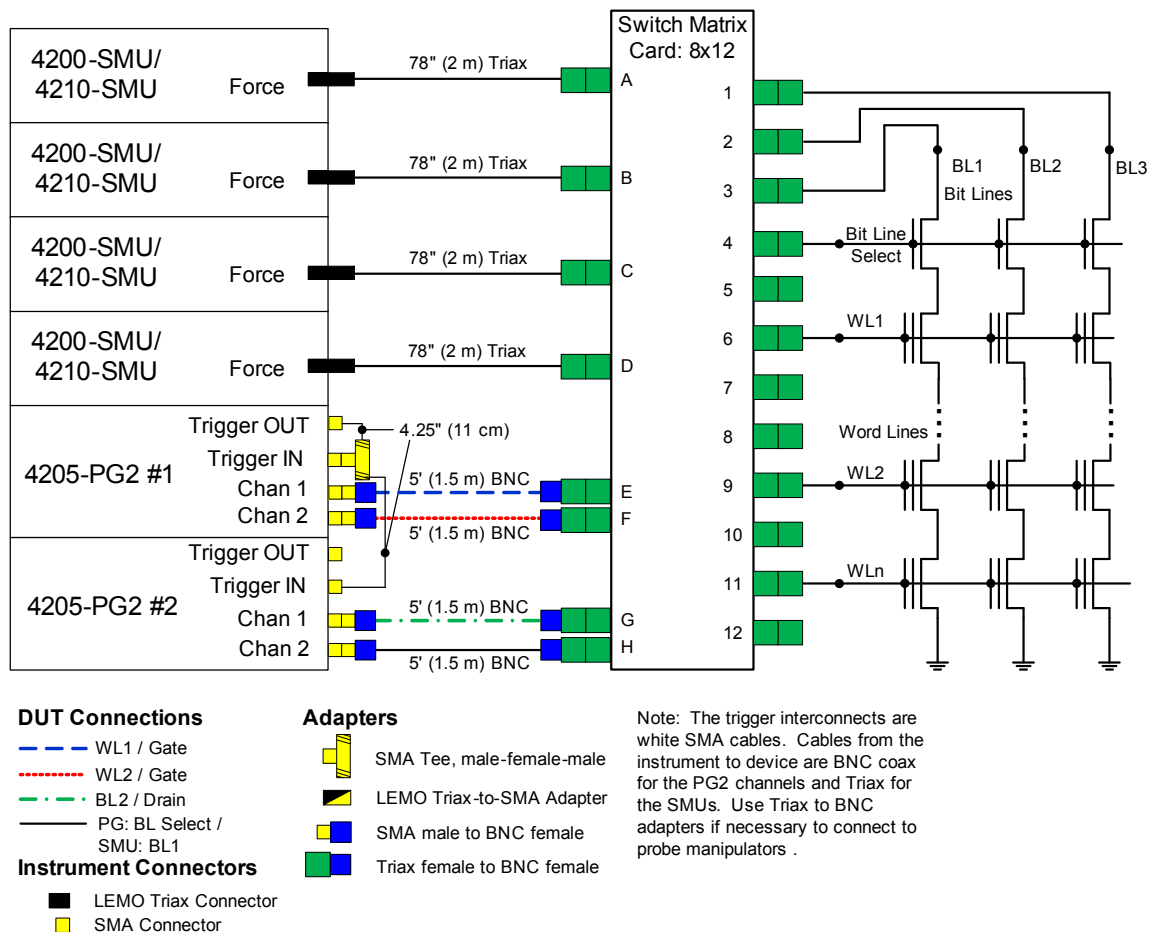 Switch Matrix
Card: 8x12
4200-SMU/
4210-SMU
Force
78" (2 m) Triax
A
4200-SMU/
4210-SMU
Force
78" (2 m) Triax
B
4200-SMU/
4210-SMU
Force
78" (2 m) Triax
C
4200-SMU/
4210-SMU
Force
78" (2 m) Triax
D
4205-PG2 #1
Trigger OUT
Trigger IN
Chan 1
Chan 2
4.25" (11 cm)
5' (1.5 m) BNC
E
F
5' (1.5 m) BNC
4205-PG2 #2
Trigger OUT
Trigger IN
Chan 1
Chan 2
5' (1.5 m) BNC
G
H
5' (1.5 m) BNC
1
2
3
4
5
6
7
8
9
10
11
12
BL1
BL2
BL3
Bit Lines
Bit Line
Select
WL1
Word Lines
WL2
WLn
DUT Connections
WL1 / Gate
WL2 / Gate
BL2 / Drain
PG: BL Select /
SMU: BL1
Instrument Connectors
LEMO Triax Connector
SMA Connector
Adapters
SMA Tee, male-female-male
LEMO Triax-to-SMA Adapter
SMA male to BNC female
Triax female to BNC female
Note: The trigger interconnects are
white SMA cables. Cables from the
instrument to device are BNC coax
for the PG2 channels and Triax for
the SMUs. Use Triax to BNC
adapters if necessary to connect to
probe manipulators .